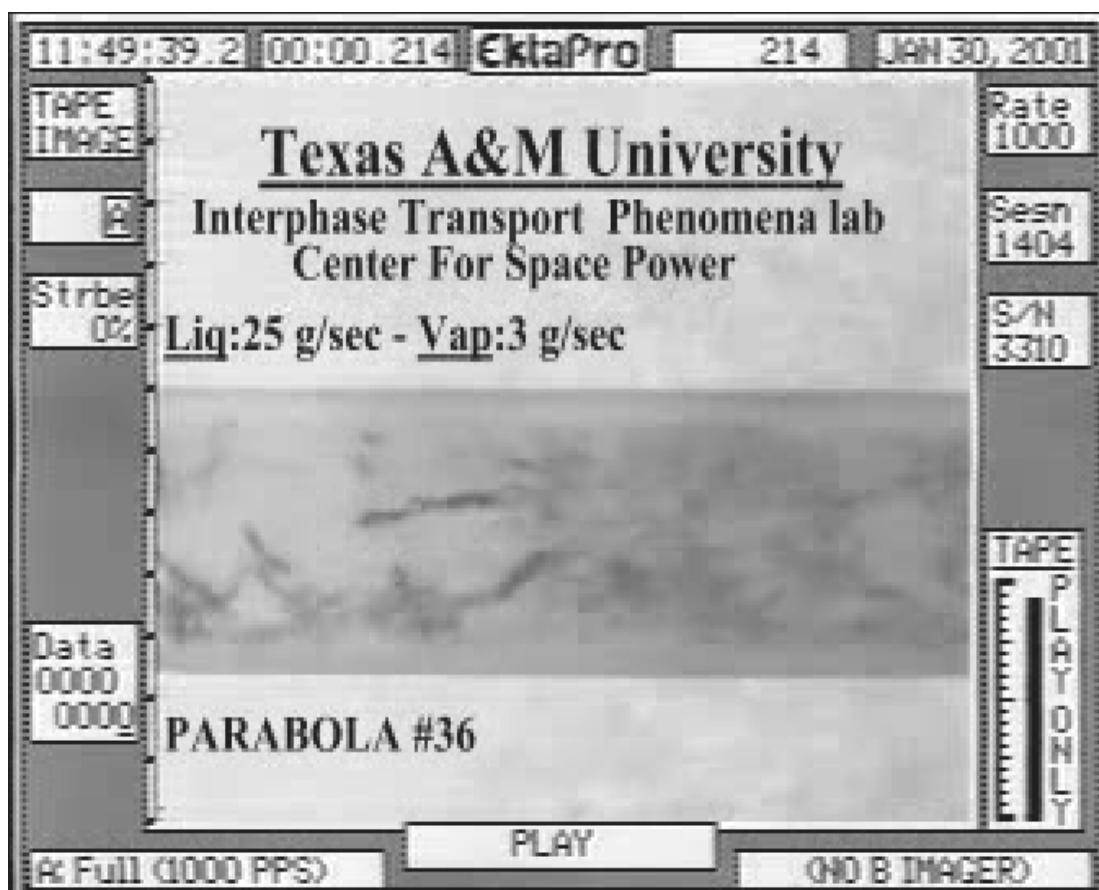 11:49:39.2 00:00.214 EktaPro 214 JAN 30, 2001
TAPE
IMAGE
A
Strbe
0%
Data
0000
0000
Texas A&M University
Interphase Transport Phenomena lab
Center For Space Power
Liq:25 g/sec - Vap:3 g/sec
PARABOLA #36
Rate
1000
Sesn
1404
S/N
3310
TAPE
PLAY ONLY
PLAY
A: Full (1000 PPS)
(NO B IMAGER)